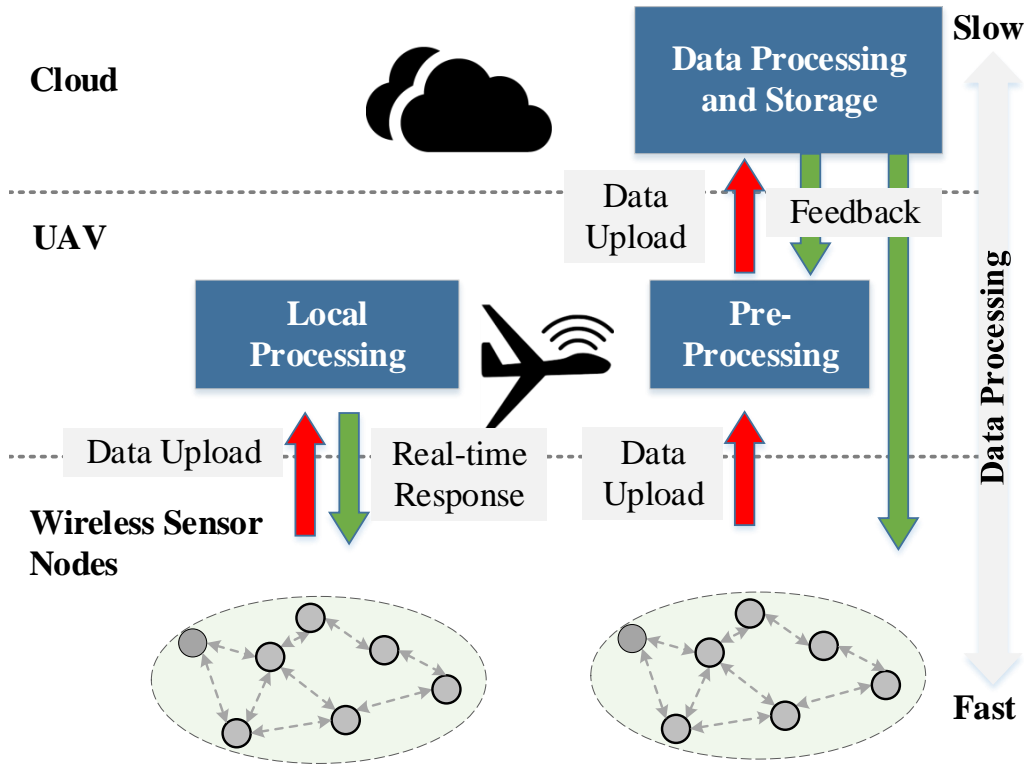 Slow
Cloud
Data Processing
and Storage
Data
Upload
Feedback
UAV
Local
Processing
Pre-
Processing
Data Processing
Data Upload
Real-time
Response
Data
Upload
Wireless Sensor
Nodes
Fast